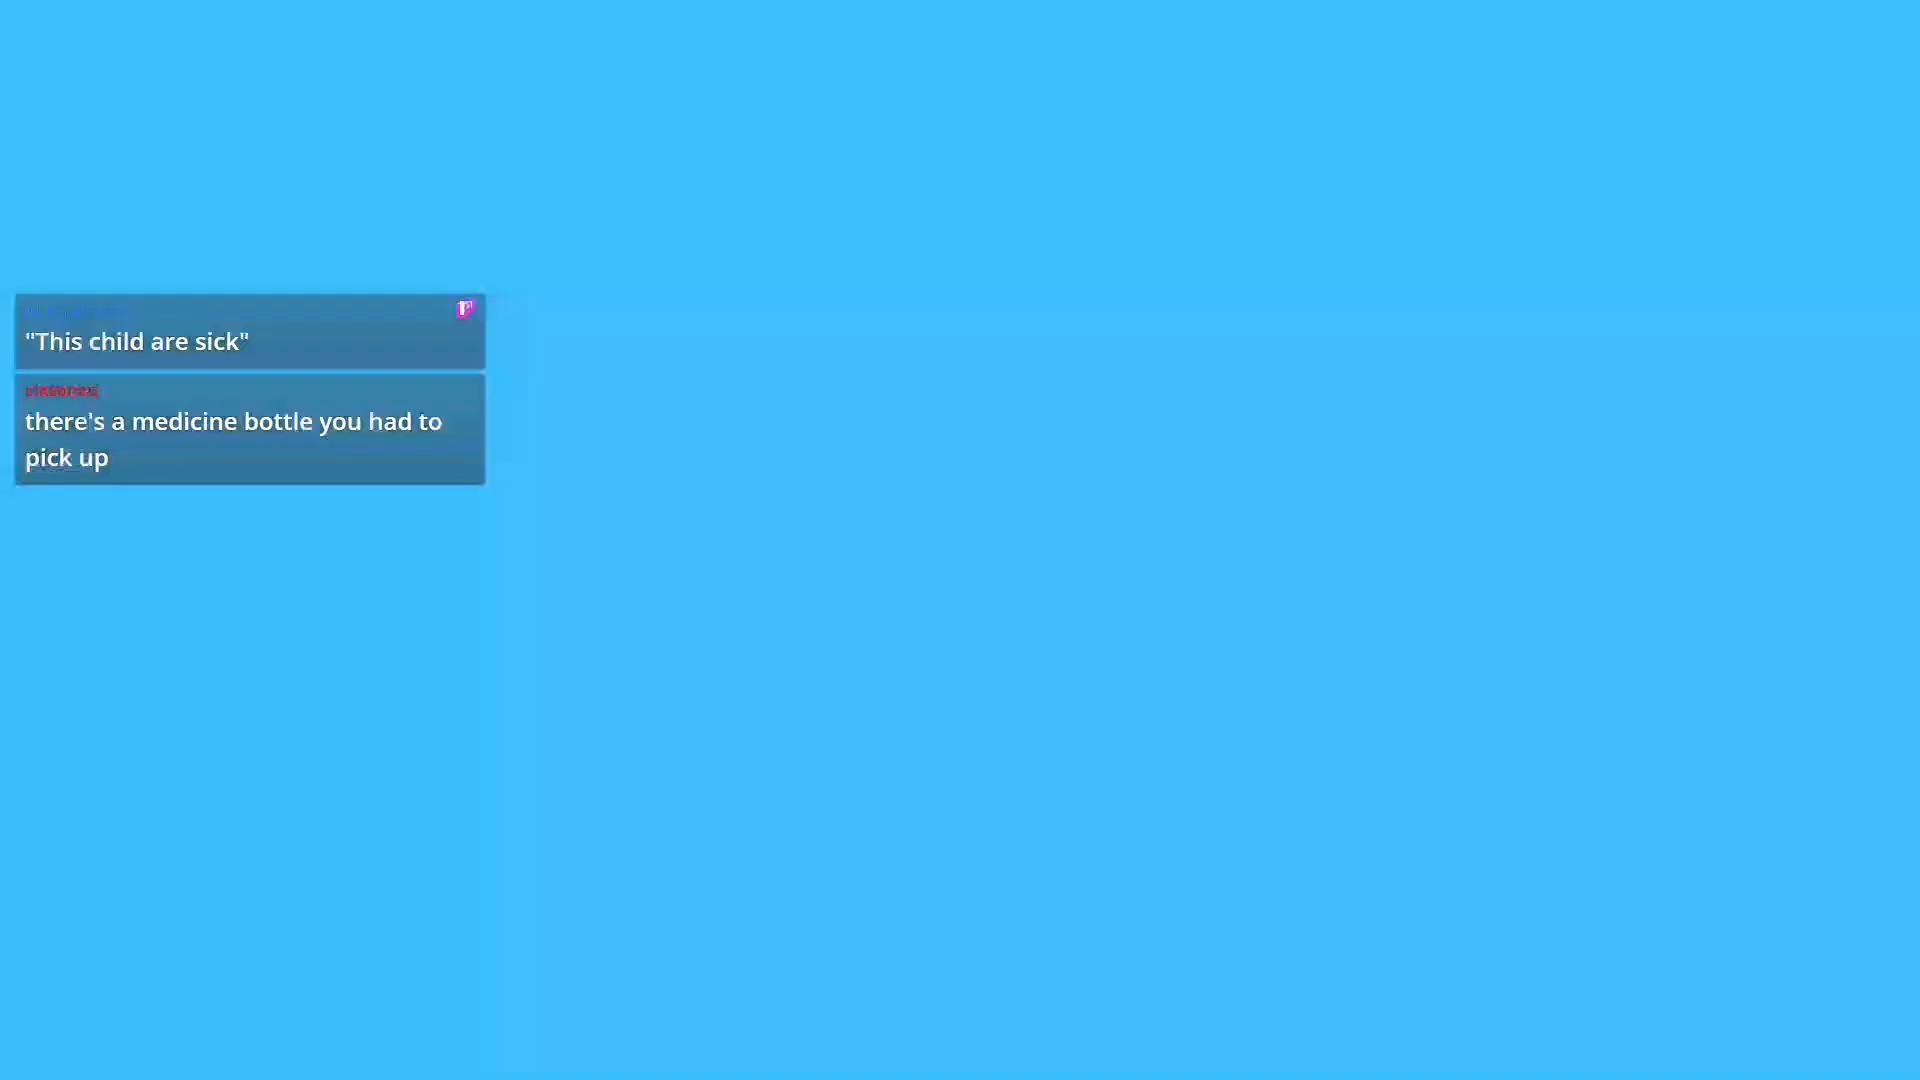 "This child are sick"
there's a medicine bottle you had to
pick up